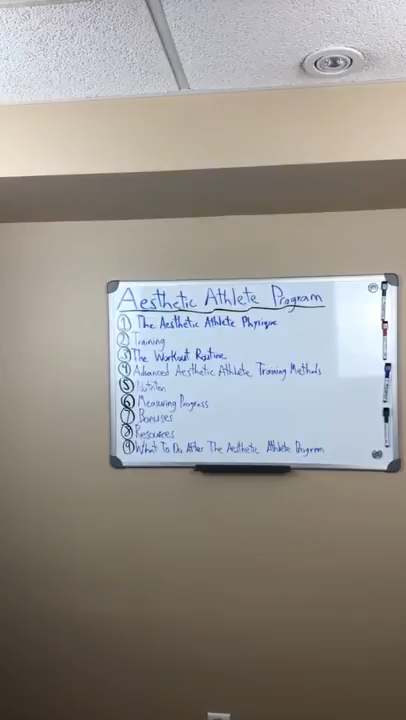 Aesthetic Athlete Program
1 The Aesthetic Athlete Physique
2 Training
3 The Workout Routine
4 Advanced Aesthetic Athlete Training Methods
5 Nutrition
6 Measuring Progress
7 Bonuses
8 Resources
9 What To Do After The Aesthetic Athlete Program